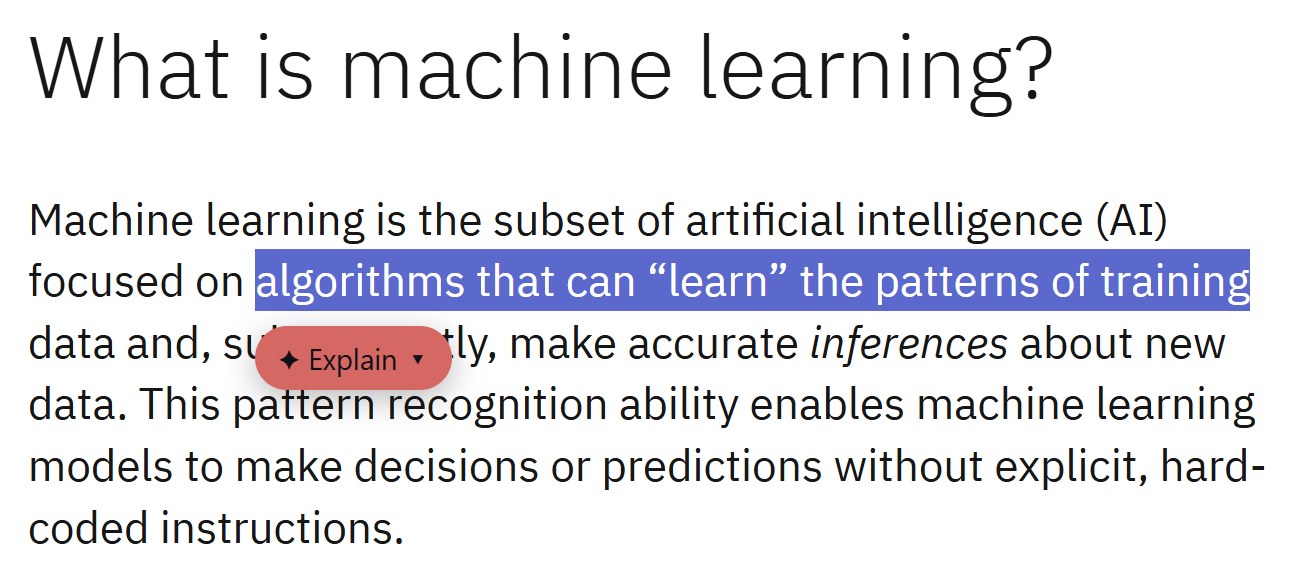 What is machine learning?
Machine learning is the subset of artificial intelligence (AI)
focused on algorithms that can “learn” the patterns of training
data and, make accurate inferences about new
Explain
data. This pattern recognition ability enables machine learning
models to make decisions or predictions without explicit, hard-
coded instructions.